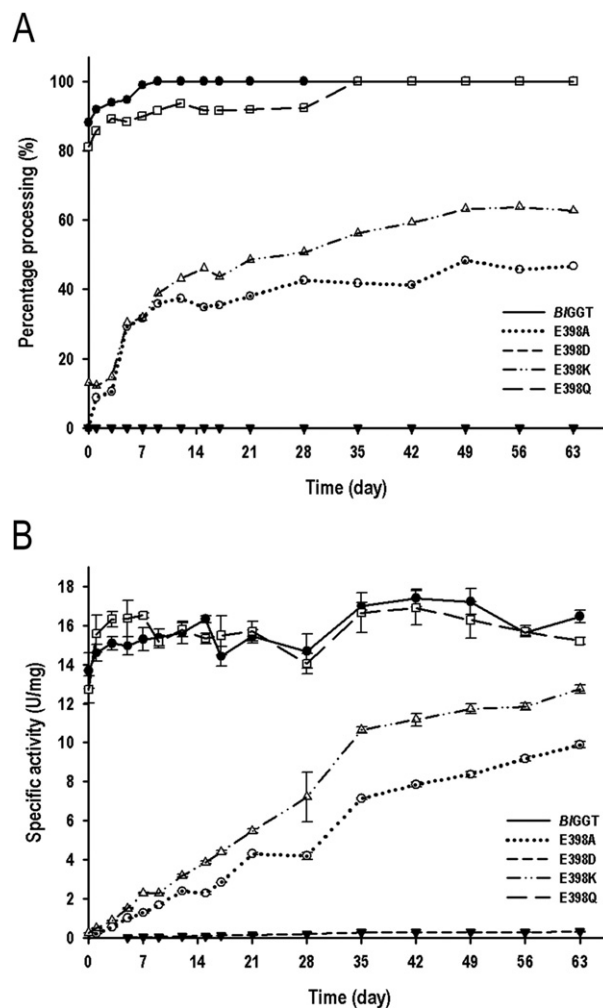 A
Percentage processing (%)
100
80
60
40
20
0
BlGGT
E398A
E398D
E398K
E398Q
0 7 14 21 28 35 42 49 56 63
Time (day)
B
Specific activity (U/mg)
18
16
14
12
10
8
6
4
2
0
BlGGT
E398A
E398D
E398K
E398Q
0 7 14 21 28 35 42 49 56 63
Time (day)